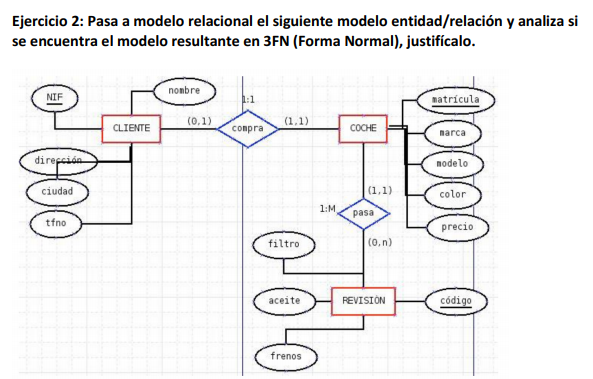 Ejercicio 2: Pasa a modelo relacional el siguiente modelo entidad/relación y analiza si
se encuentra el modelo resultante en 3FN (Forma Normal), justifícalo.
NIF
nombre
1:1
matrícula
CLIENTE
(0,1)
compra
(1,1)
COCHE
marca
dirección
modelo
ciudad
(1,1)
color
tfno
1:M
pasa
precio
filtro
(0,n)
aceite
REVISIÓN
código
frenos